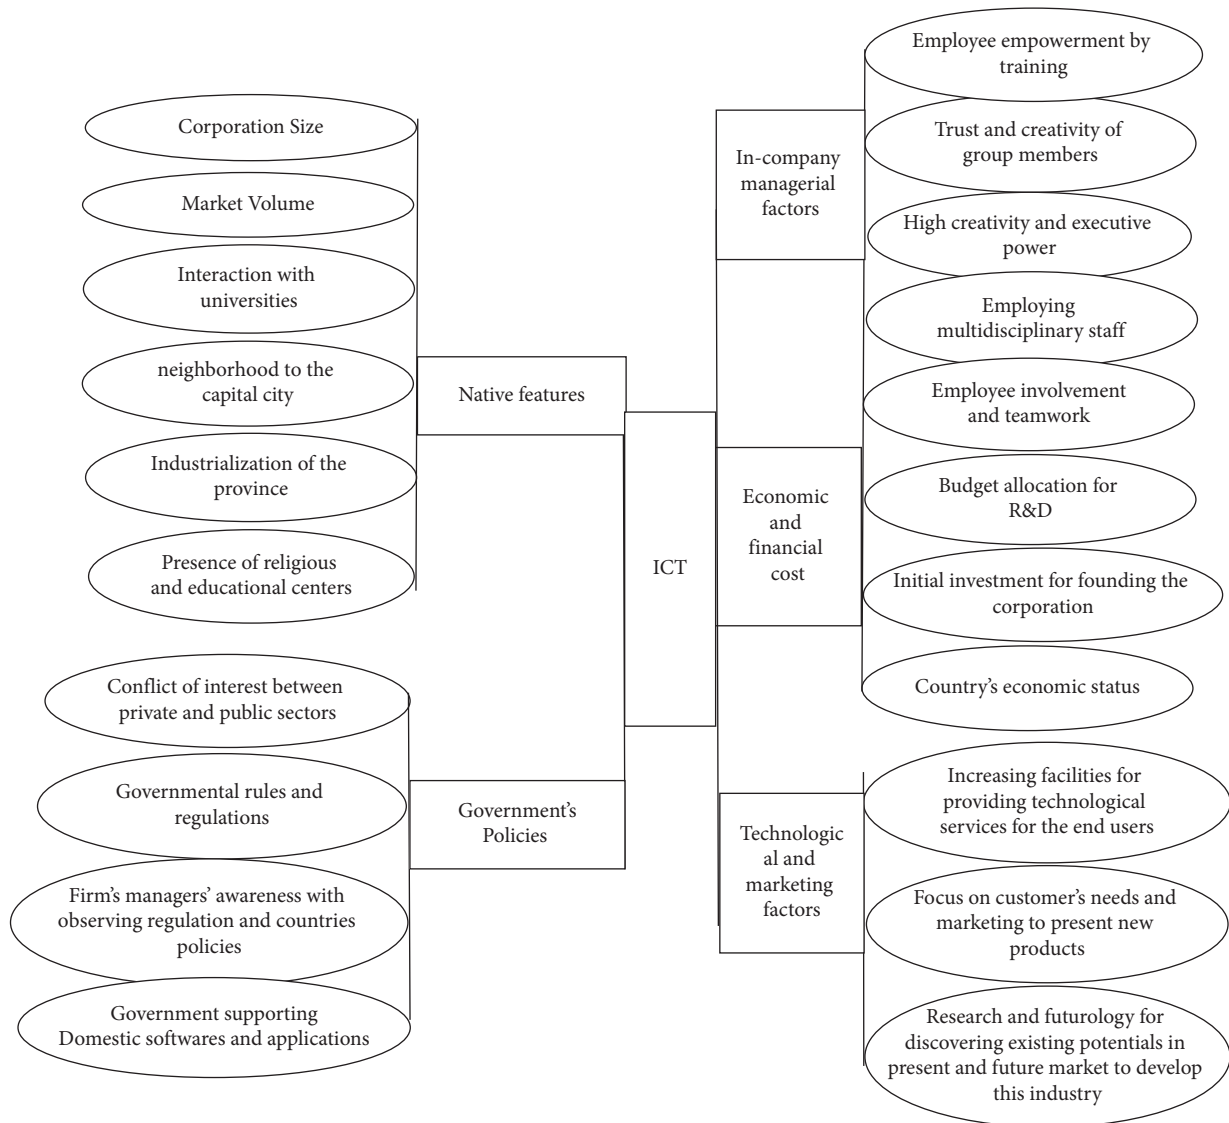 Corporation Size
Market Volume
Interaction with
universities
neighborhood to the
capital city
Industrialization of the
province
Presence of religious
and educational centers
Conflict of interest between
private and public sectors
Governmental rules and
regulations
Firm's managers' awareness with
observing regulation and countries
policies
Government supporting
Domestic softwares and applications
Native features
Government's
Policies
ICT
In-company
managerial
factors
Economic
and
financial
cost
Technologic
al and
marketing
factors
Employee empowerment by
training
Trust and creativity of
group members
High creativity and executive
power
Employing
multidisciplinary staff
Employee involvement
and teamwork
Budget allocation for
R&D
Initial investment for founding the
corporation
Country's economic status
Increasing facilities for
providing technological
services for the end users
Focus on customer's needs and
marketing to present new
products
Research and futurology for
discovering existing potentials in
present and future market to develop
this industry